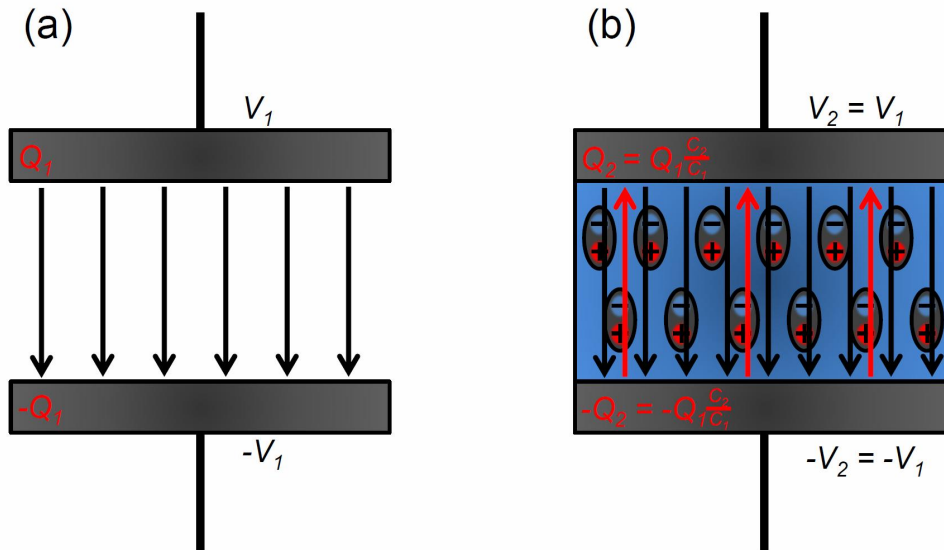 (a)
V₁
Q₁
-Q₁
-V₁
(b)
V₂ = V₁
Q₂ = Q₁ C₂/C₁
− − − − − −
+ + + + + +
− − − − − −
+ + + + + +
-Q₂ = -Q₁ C₂/C₁
-V₂ = -V₁